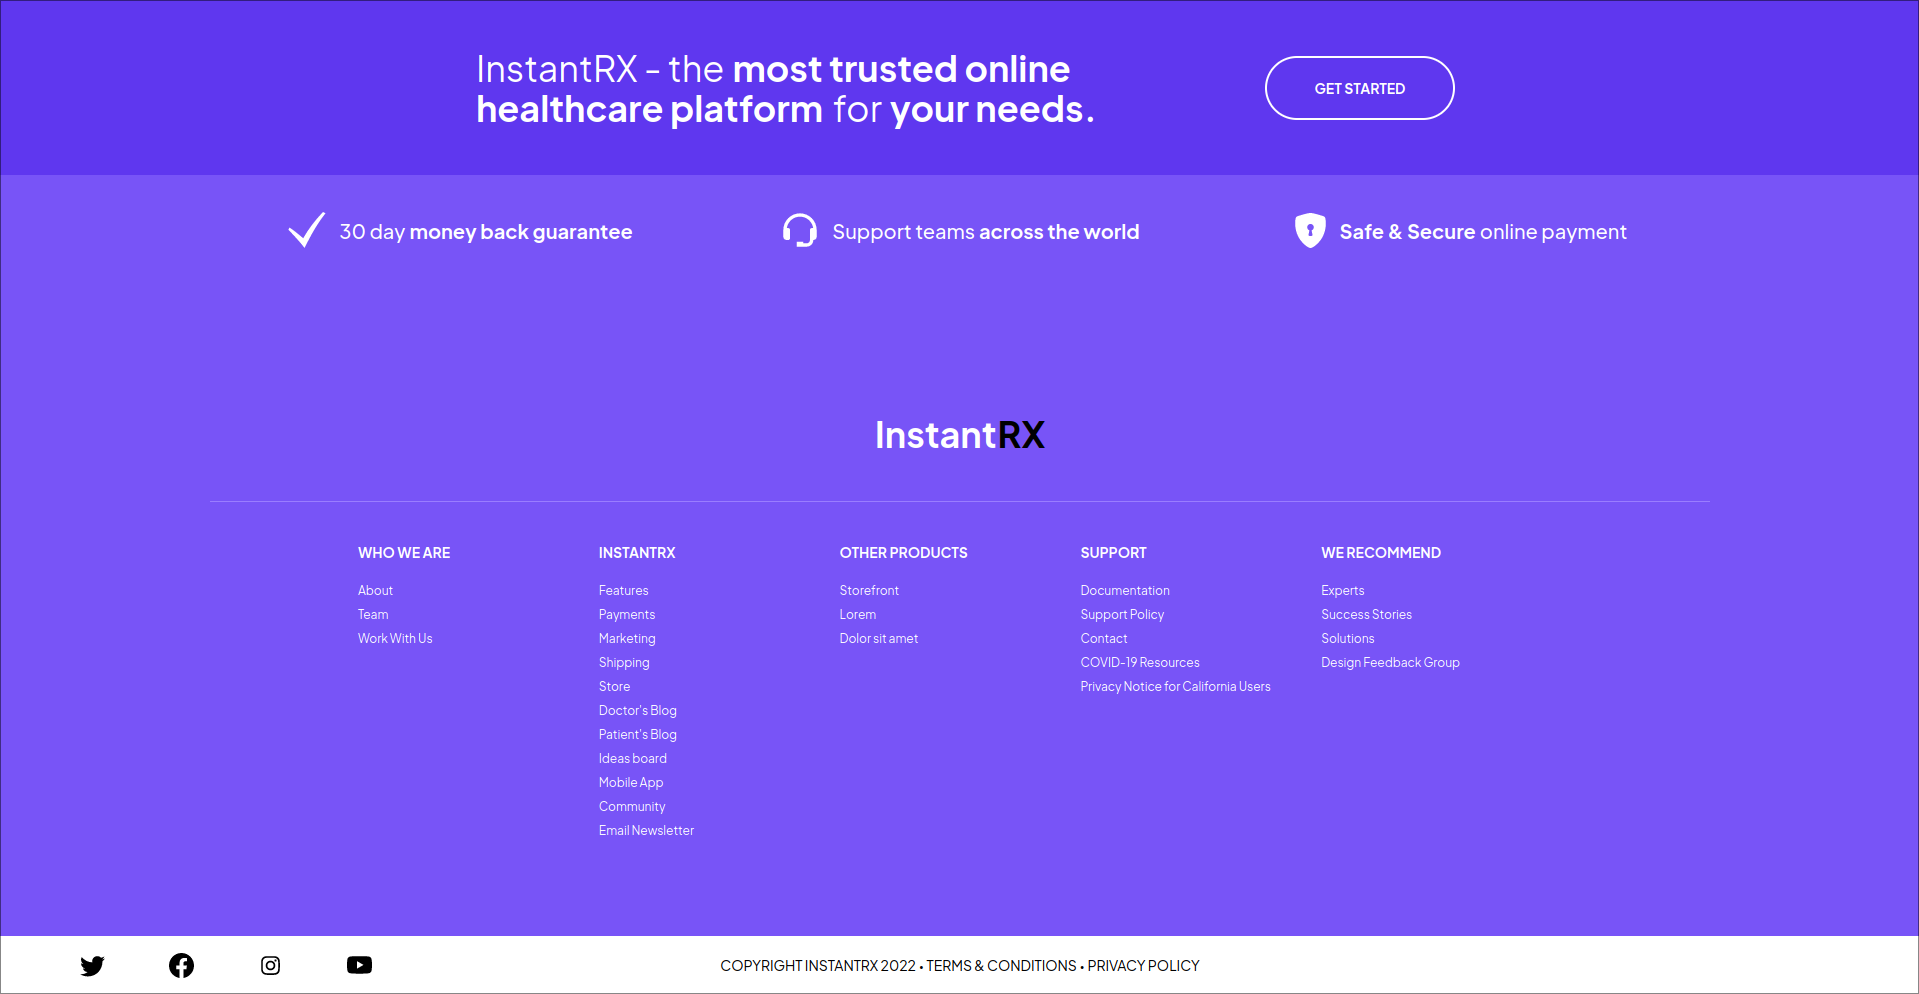 InstantRX - the most trusted online
healthcare platform for your needs.
GET STARTED
30 day money back guarantee
Support teams across the world
Safe & Secure online payment
InstantRX
WHO WE ARE
About
Team
Work With Us
INSTANTRX
Features
Payments
Marketing
Shipping
Store
Doctor's Blog
Patient's Blog
Ideas board
Mobile App
Community
Email Newsletter
OTHER PRODUCTS
Storefront
Lorem
Dolor sit amet
SUPPORT
Documentation
Support Policy
Contact
COVID-19 Resources
Privacy Notice for California Users
WE RECOMMEND
Experts
Success Stories
Solutions
Design Feedback Group
COPYRIGHT INSTANTRX 2022 • TERMS & CONDITIONS • PRIVACY POLICY